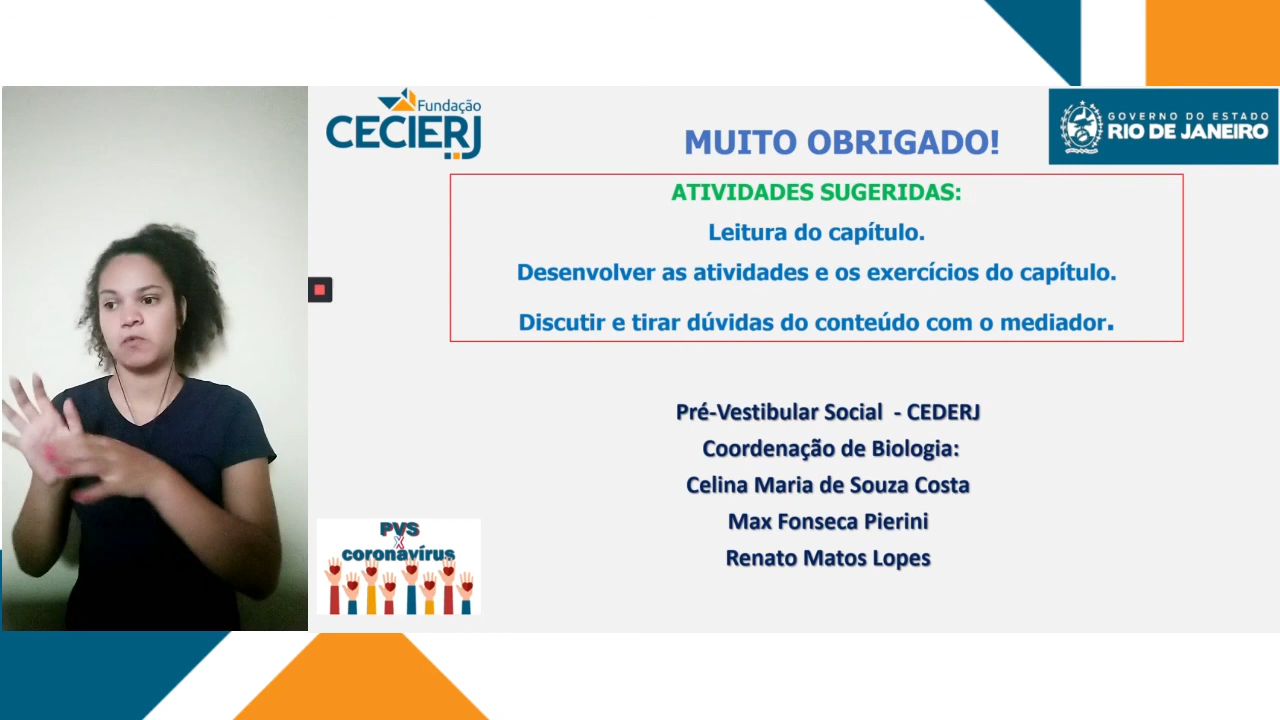 Fundação
CECIERJ
GOVERNO DO ESTADO
RIO DE JANEIRO
MUITO OBRIGADO!
ATIVIDADES SUGERIDAS:
Leitura do capítulo.
Desenvolver as atividades e os exercícios do capítulo.
Discutir e tirar dúvidas do conteúdo com o mediador.
Pré-Vestibular Social - CEDERJ
Coordenação de Biologia:
Celina Maria de Souza Costa
Max Fonseca Pierini
Renato Matos Lopes
PVS
X
coronavírus